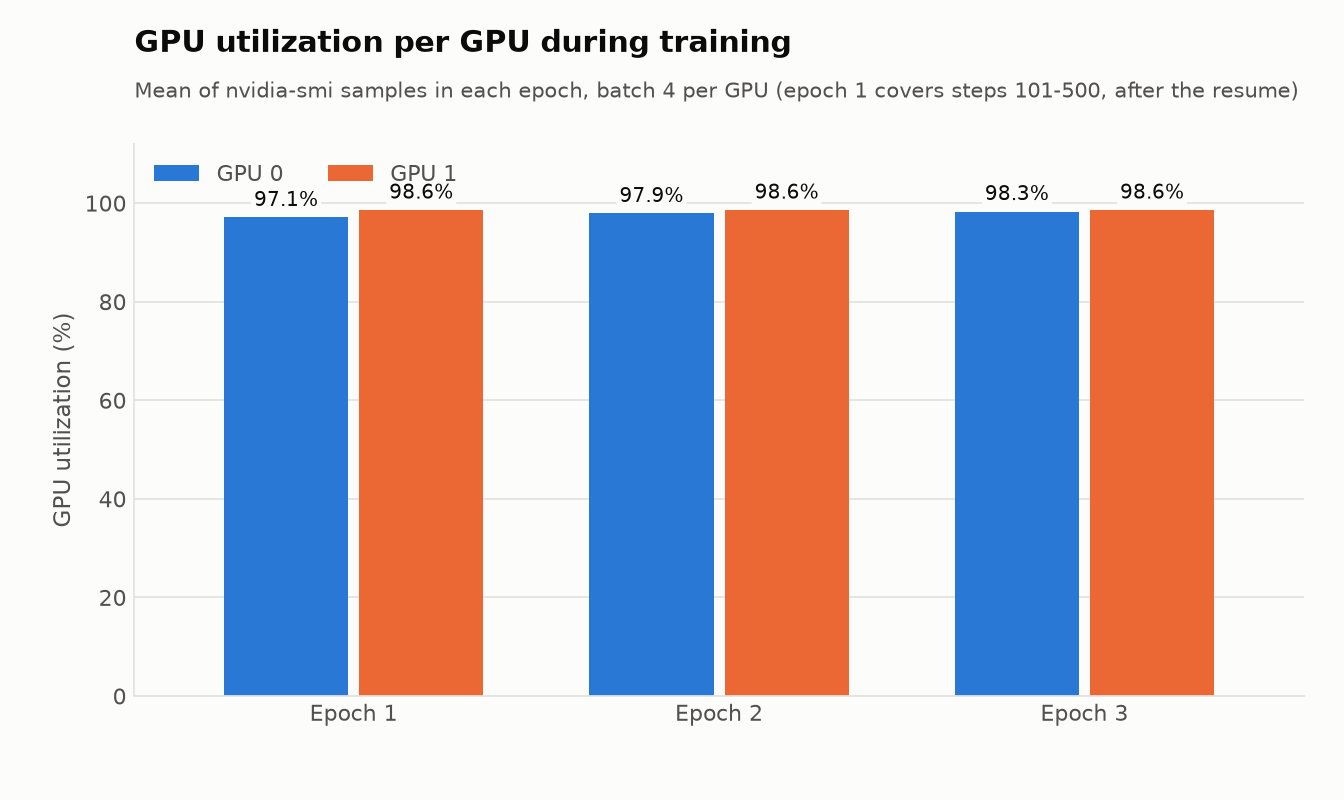 GPU utilization per GPU during training
Mean of nvidia-smi samples in each epoch, batch 4 per GPU (epoch 1 covers steps 101-500, after the resume)
GPU 0 GPU 1
97.1% 98.6% 97.9% 98.6% 98.3% 98.6%
100
80
60
40
20
0
GPU utilization (%)
Epoch 1 Epoch 2 Epoch 3